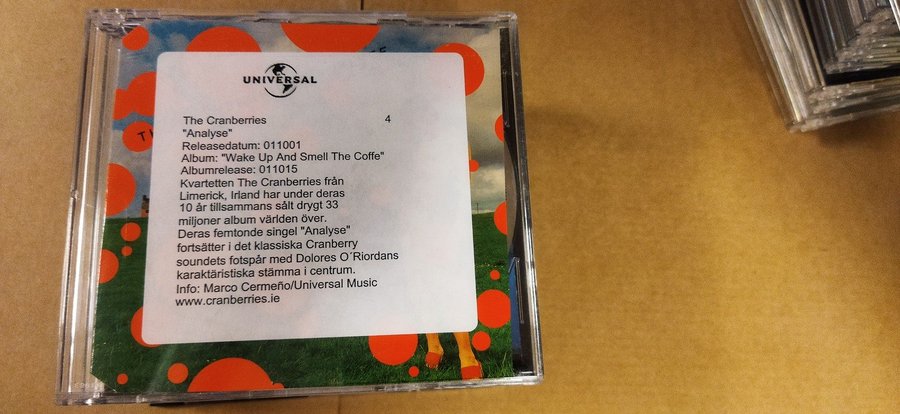 UNIVERSAL
The Cranberries 4
"Analyse"
Releasedatum: 011001
Album: "Wake Up And Smell The Coffe"
Albumrelease: 011015
Kvartetten The Cranberries från
Limerick, Irland har under deras
10 år tillsammans sålt drygt 33
miljoner album världen över.
Deras femtonde singel "Analyse"
fortsätter i det klassiska Cranberry
soundets fotspår med Dolores O´Riordans
karaktäristiska stämma i centrum.
Info: Marco Cermeño/Universal Music
www.cranberries.ie